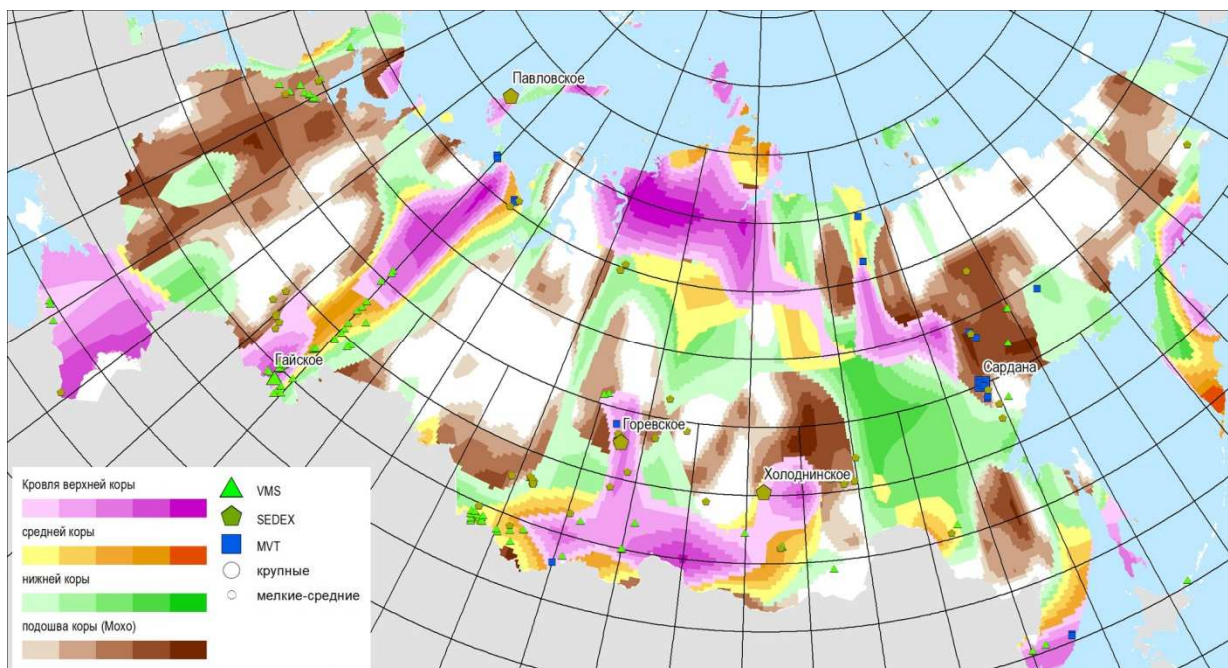 Павловское
Гайское
Сардана
Горевское
Холоднинское
Кровля верхней коры
средней коры
нижней коры
подошва коры (Мохо)
VMS
SEDEX
MVT
крупные
мелкие-средние